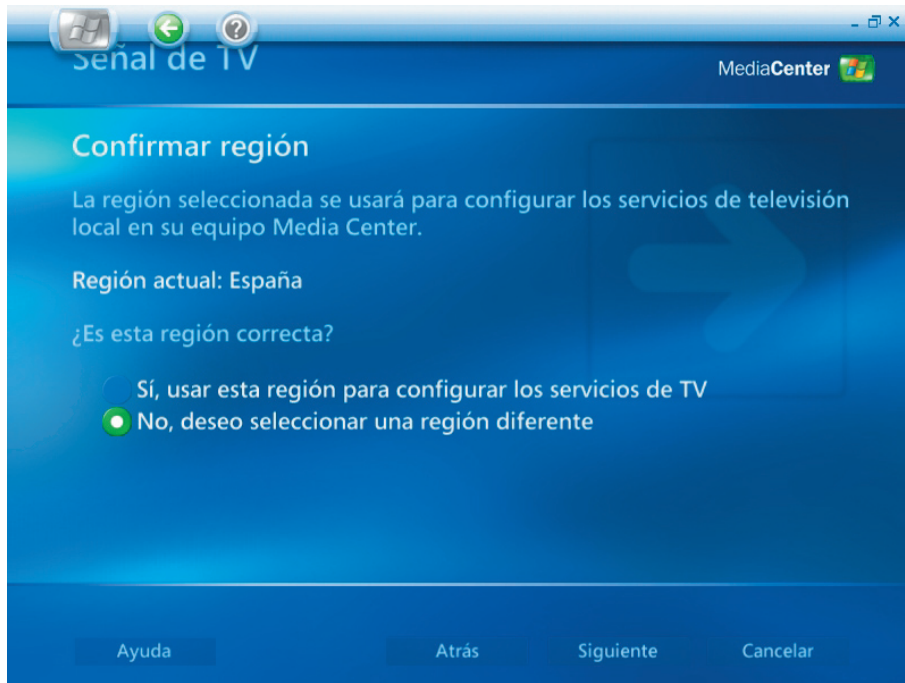 Señal de TV
MediaCenter
Confirmar región
La región seleccionada se usará para configurar los servicios de televisión
local en su equipo Media Center.
Región actual: España
¿Es esta región correcta?
Sí, usar esta región para configurar los servicios de TV
No, deseo seleccionar una región diferente
Ayuda Atrás Siguiente Cancelar